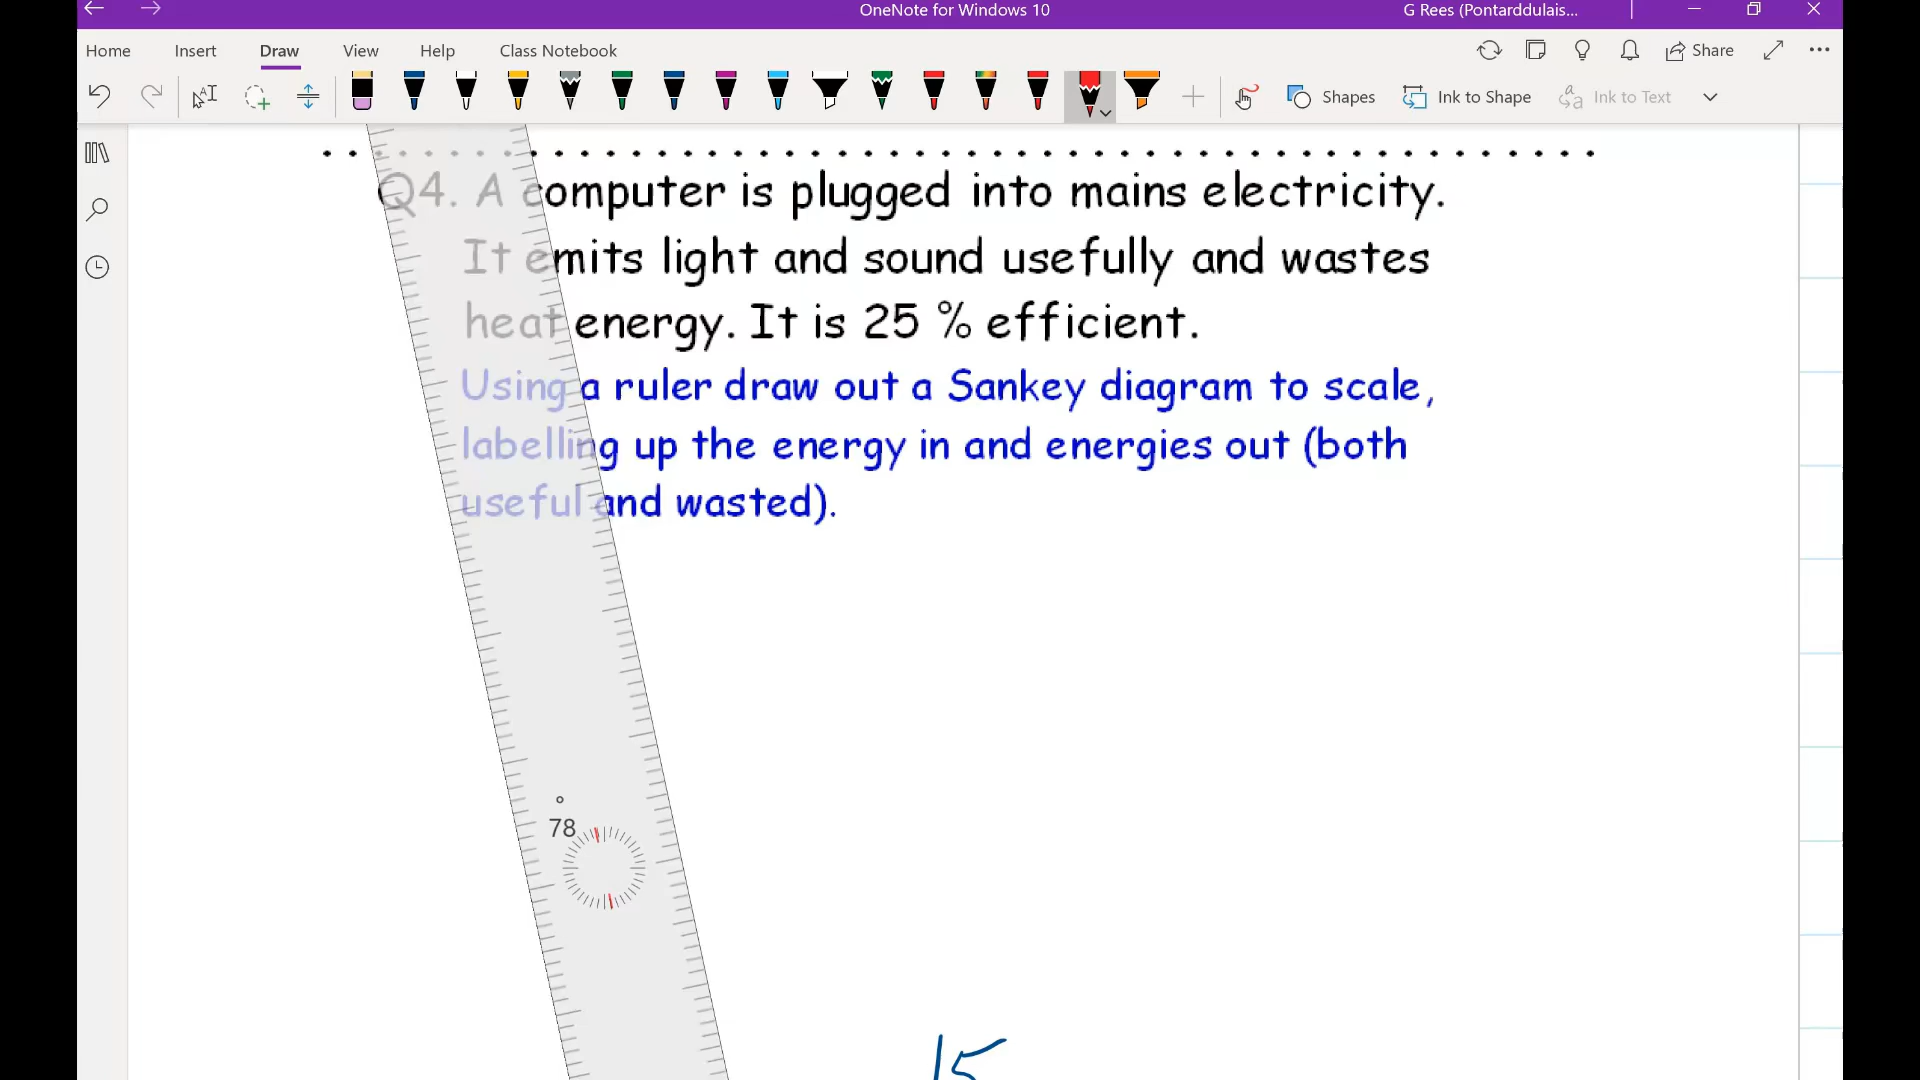 OneNote for Windows 10
G Rees (Pontarddulais...
Home Insert Draw View Help Class Notebook Share
Shapes Ink to Shape Ink to Text
Q4. A computer is plugged into mains electricity.
It emits light and sound usefully and wastes
heat energy. It is 25 % efficient.
Using a ruler draw out a Sankey diagram to scale,
labelling up the energy in and energies out (both
useful and wasted).
78°